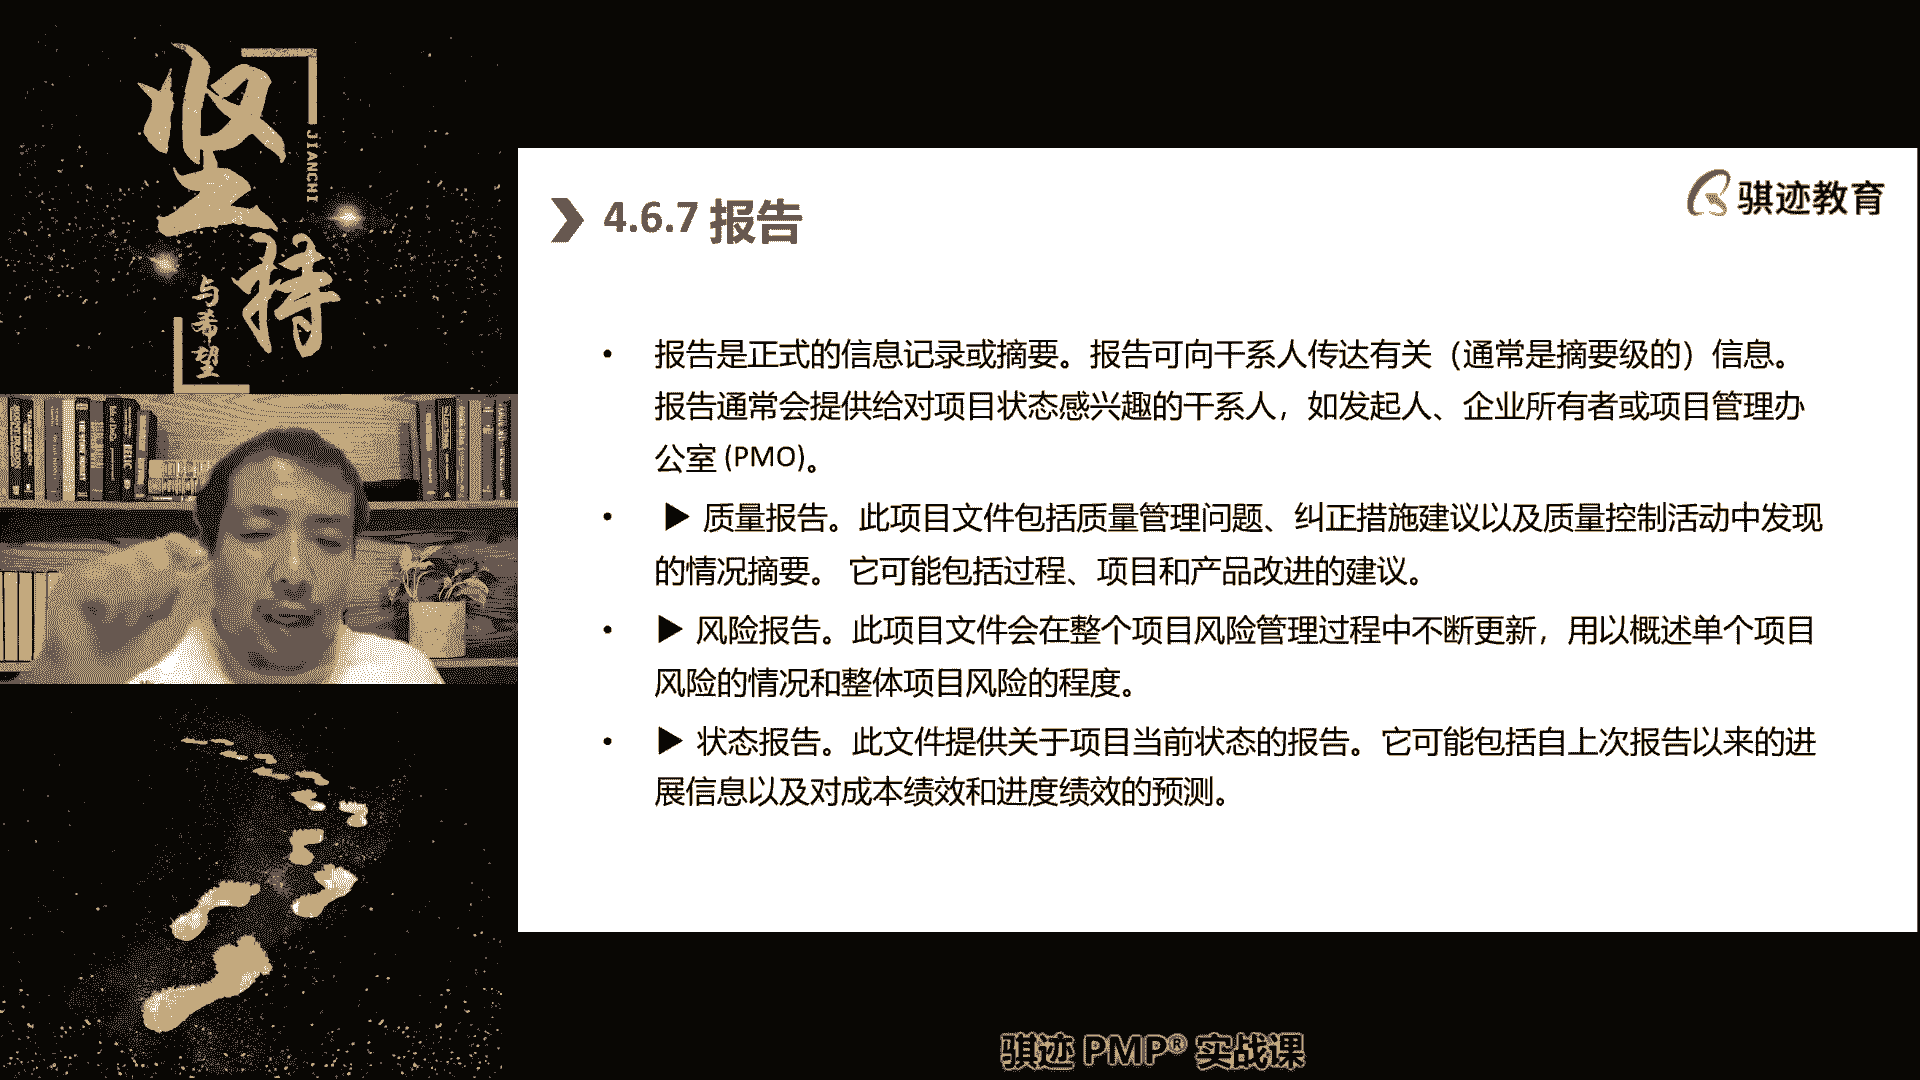 坚持
JIANCHI
与希望
骐迹教育
4.6.7 报告
• 报告是正式的信息记录或摘要。报告可向干系人传达有关（通常是摘要级的）信息。
报告通常会提供给对项目状态感兴趣的干系人，如发起人、企业所有者或项目管理办
公室 (PMO)。
• ▶ 质量报告。此项目文件包括质量管理问题、纠正措施建议以及质量控制活动中发现
的情况摘要。 它可能包括过程、项目和产品改进的建议。
• ▶ 风险报告。此项目文件会在整个项目风险管理过程中不断更新，用以概述单个项目
风险的情况和整体项目风险的程度。
• ▶ 状态报告。此文件提供关于项目当前状态的报告。它可能包括自上次报告以来的进
展信息以及对成本绩效和进度绩效的预测。
骐迹 PMP® 实战课